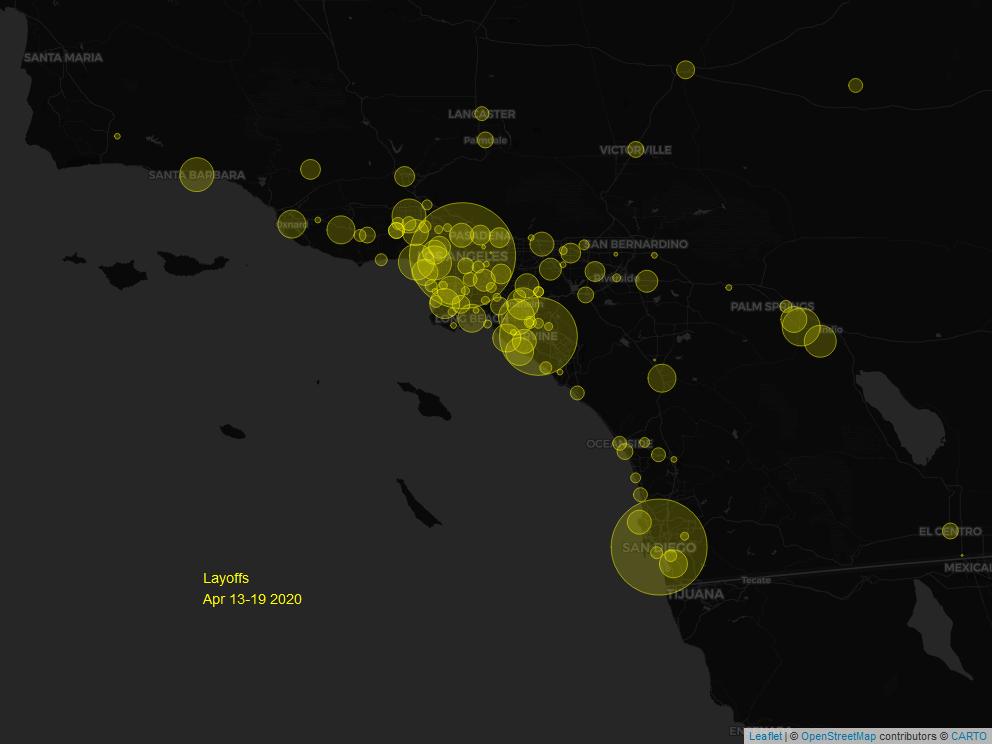 SANTA MARIA
LANCASTER
Palmdale
VICTORVILLE
SANTA BARBARA
Oxnard
PASADENA
LOS ANGELES
SAN BERNARDINO
Riverside
PALM SPRINGS
Indio
LONG BEACH
IRVINE
OCEANSIDE
EL CENTRO
SAN DIEGO
MEXICAL
Tecate
TIJUANA
Layoffs
Apr 13-19 2020
Leaflet | © OpenStreetMap contributors © CARTO